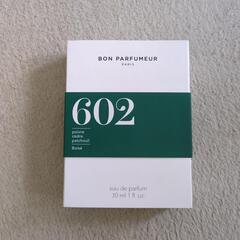 BON PARFUMEUR
PARIS
602
poivre
cèdre
patchouli
Boisé
eau de parfum
30 ml 1 fl. oz.